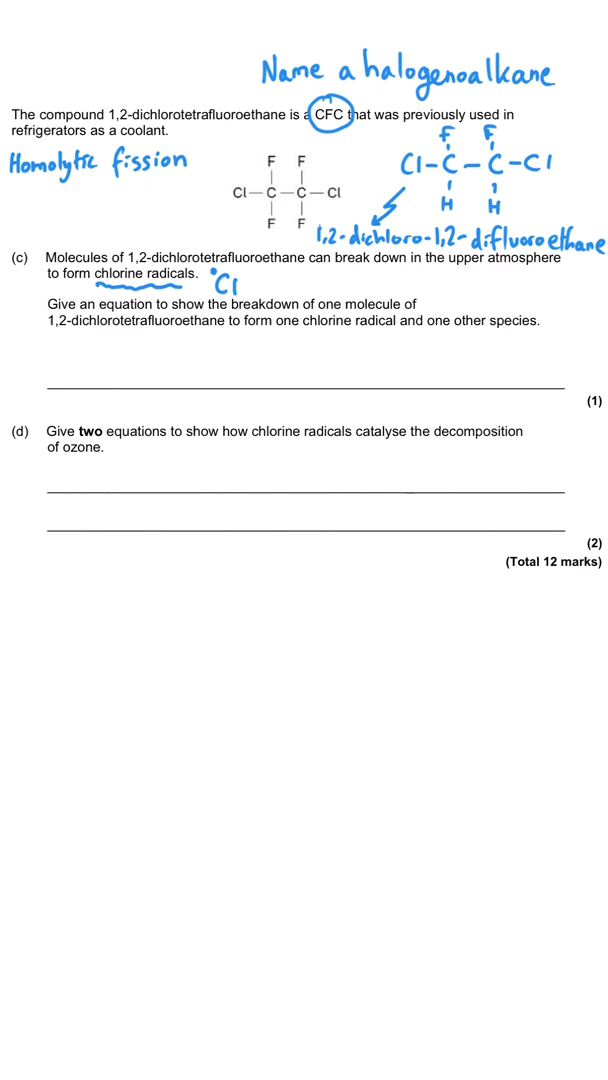 Name a halogenoalkane
The compound 1,2-dichlorotetrafluoroethane is a CFC that was previously used in
refrigerators as a coolant.
Homolytic fission
F F
Cl—C—C—Cl
F F
F F
Cl-C-C-Cl
H H
1,2-dichloro-1,2-difluoroethane
(c) Molecules of 1,2-dichlorotetrafluoroethane can break down in the upper atmosphere
to form chlorine radicals.
•Cl
Give an equation to show the breakdown of one molecule of
1,2-dichlorotetrafluoroethane to form one chlorine radical and one other species.
(1)
(d) Give two equations to show how chlorine radicals catalyse the decomposition
of ozone.
(2)
(Total 12 marks)